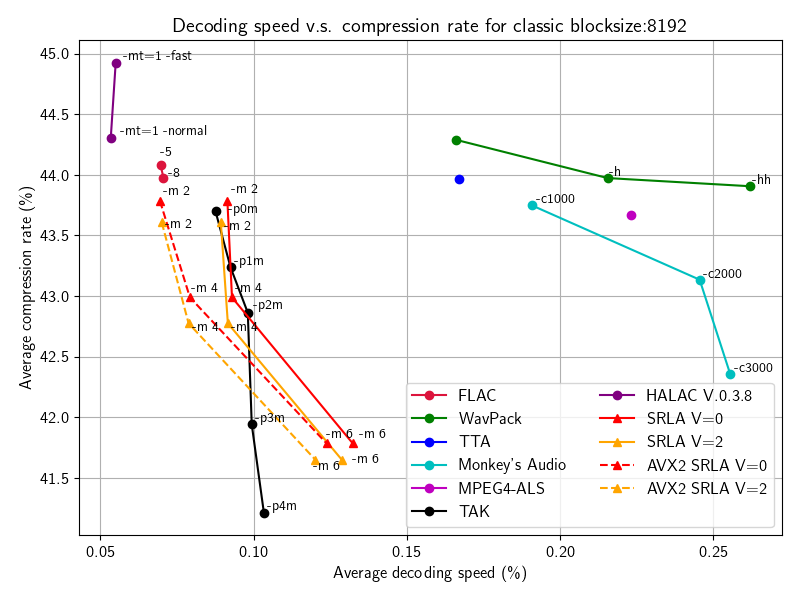 Decoding speed v.s. compression rate for classic blocksize:8192
Average compression rate (%)
45.0
44.5
44.0
43.5
43.0
42.5
42.0
41.5
-mt=1 -fast
-mt=1 -normal
-5
-8
-m 2
-m 2
-m 2
-p0m
-m 2
-p1m
-m 4
-m 4
-p2m
-m 4
-m 4
-p3m
-m 6
-m 6
-m 6
-m 6
-p4m
-h
-hh
-c1000
-c2000
-c3000
FLAC
WavPack
TTA
Monkey's Audio
MPEG4-ALS
TAK
HALAC V.0.3.8
SRLA V=0
SRLA V=2
AVX2 SRLA V=0
AVX2 SRLA V=2
0.05
0.10
0.15
0.20
0.25
Average decoding speed (%)